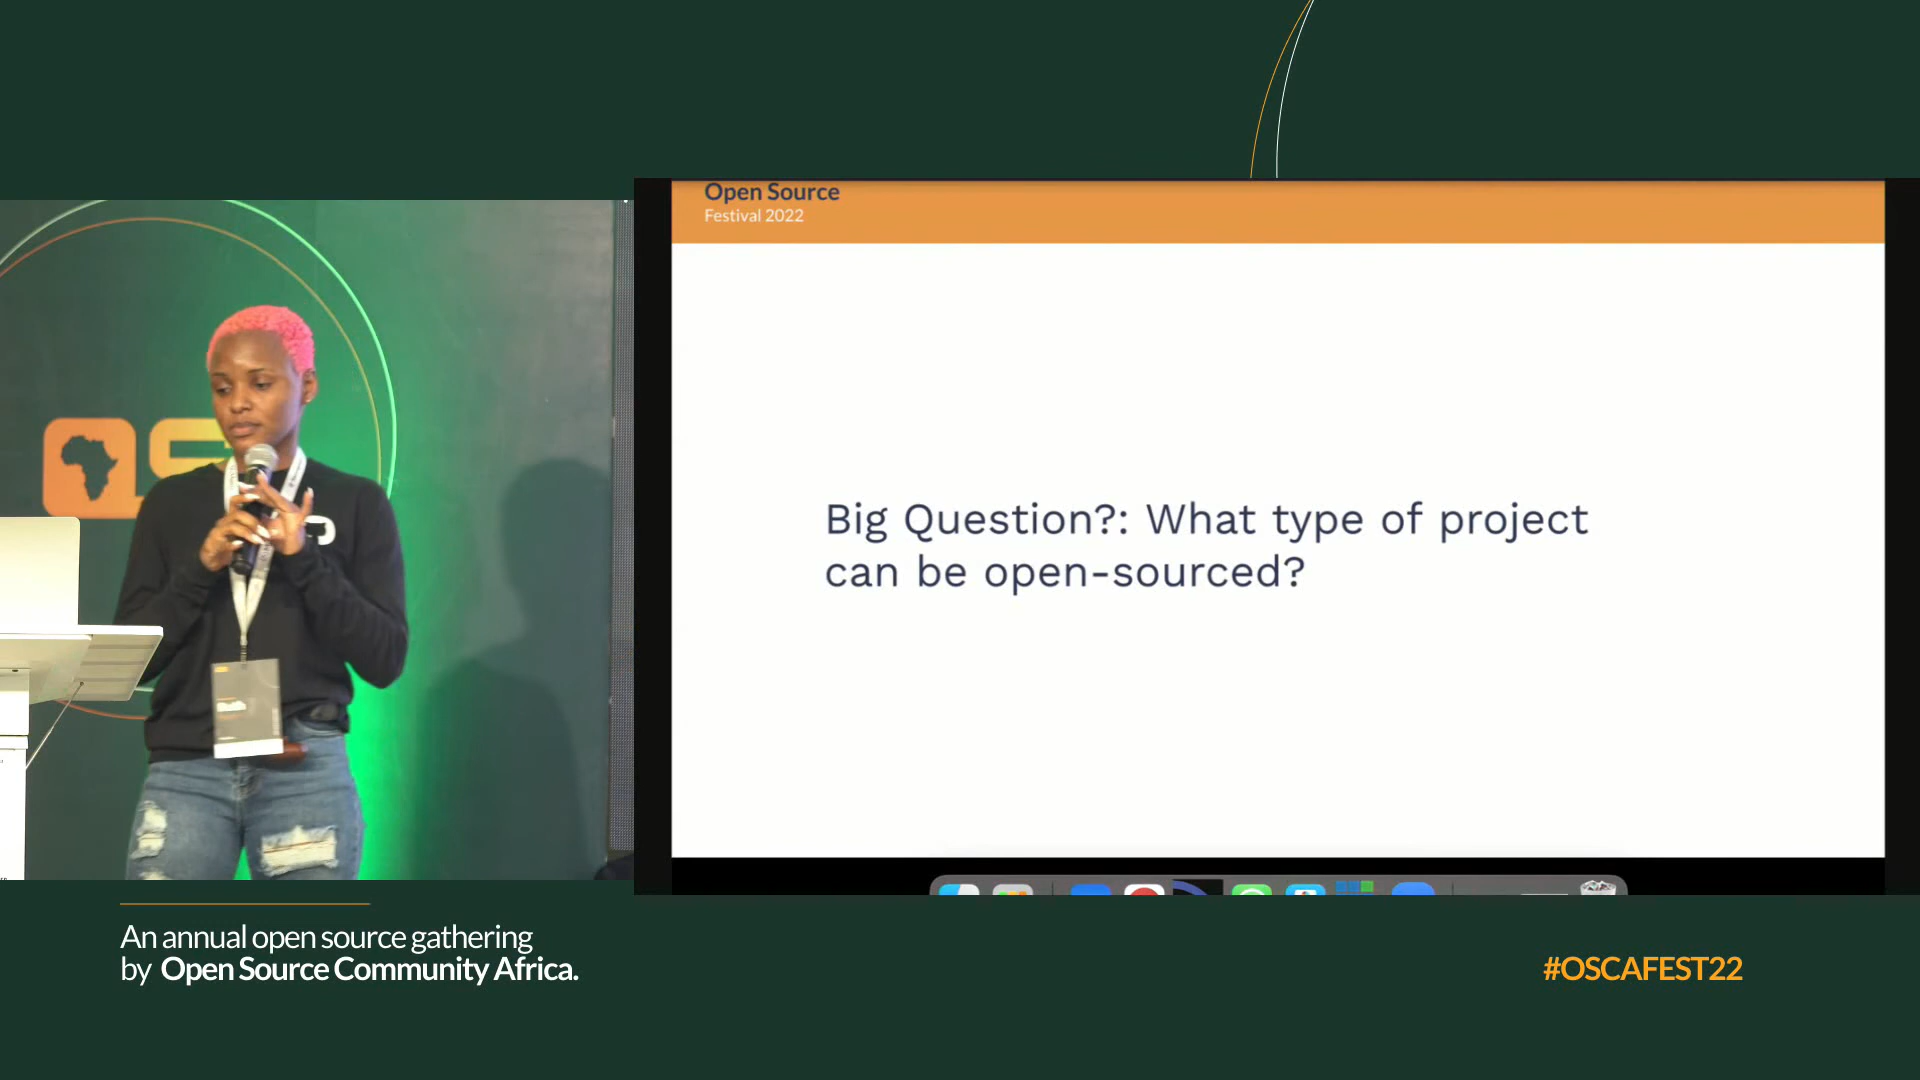 Open Source
Festival 2022
Big Question?: What type of project
can be open-sourced?
An annual open source gathering
by Open Source Community Africa.
#OSCAFEST22